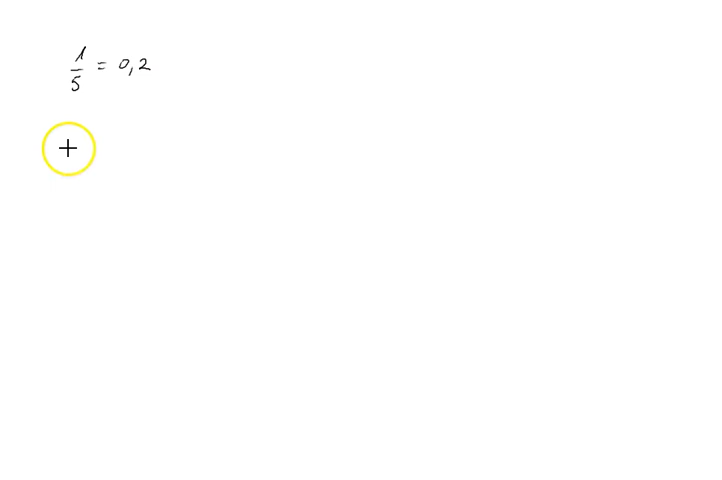 1/5 = 0,2